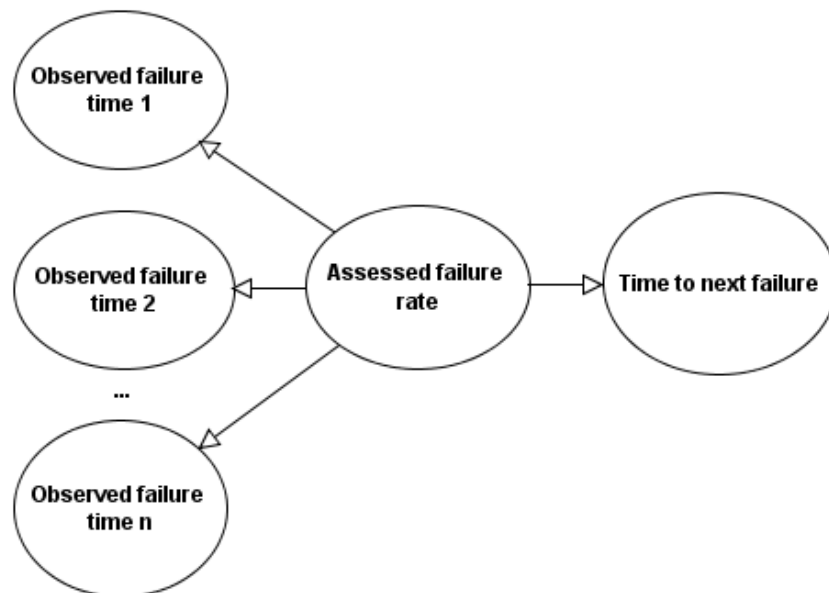 Observed failure
time 1
Observed failure
time 2
...
Observed failure
time n
Assessed failure
rate
Time to next failure